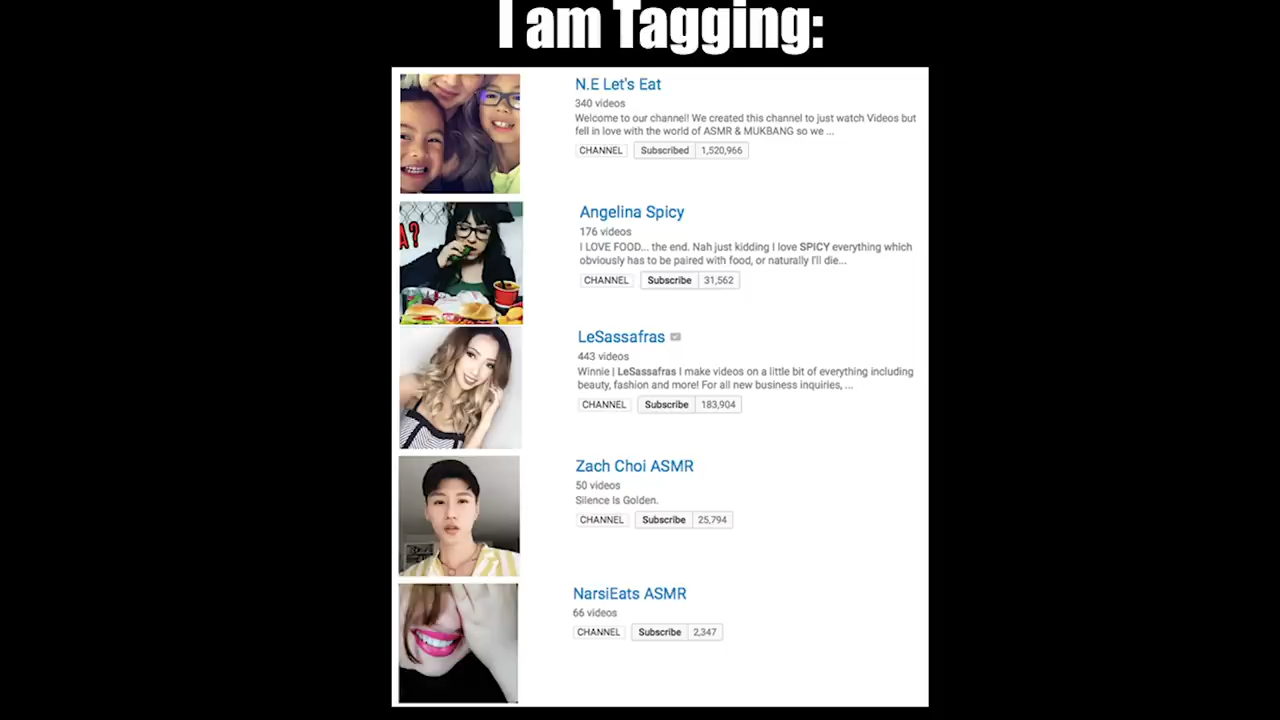 I am Tagging:
N.E Let's Eat
340 videos
Welcome to our channel! We created this channel to just watch Videos but
fell in love with the world of ASMR & MUKBANG so we ...
CHANNEL Subscribed 1,520,966
Angelina Spicy
176 videos
A?
I LOVE FOOD... the end. Nah just kidding I love SPICY everything which
obviously has to be paired with food, or naturally I'll die...
CHANNEL Subscribe 31,562
LeSassafras
443 videos
Winnie | LeSassafras I make videos on a little bit of everything including
beauty, fashion and more! For all new business inquiries, ...
CHANNEL Subscribe 183,904
Zach Choi ASMR
50 videos
Silence Is Golden.
CHANNEL Subscribe 25,794
NarsiEats ASMR
66 videos
CHANNEL Subscribe 2,347